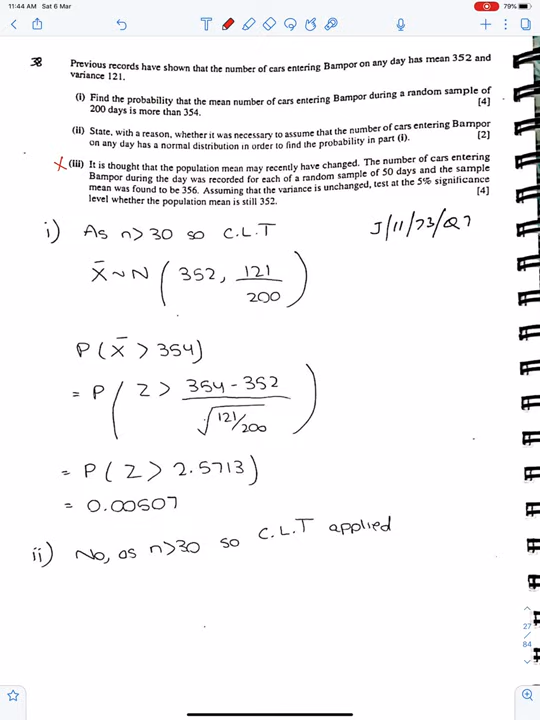 11:44 AM Sat 6 Mar
79%
38 Previous records have shown that the number of cars entering Bampor on any day has mean 352 and
variance 121.
(i) Find the probability that the mean number of cars entering Bampor during a random sample of
200 days is more than 354. [4]
(ii) State, with a reason, whether it was necessary to assume that the number of cars entering Bampor
on any day has a normal distribution in order to find the probability in part (i). [2]
X (iii) It is thought that the population mean may recently have changed. The number of cars entering
Bampor during the day was recorded for each of a random sample of 50 days and the sample
mean was found to be 356. Assuming that the variance is unchanged, test at the 5% significance
level whether the population mean is still 352. [4]
i) As n>30 so C.L.T
J/11/73/Q7
X̄ ~ N ( 352, 121/200 )
P( X̄ > 354)
= P ( Z > (354 - 352)/√(121/200) )
= P ( Z > 2.5713)
= 0.00507
ii) No, as n>30 so C.L.T applied
27
/
84